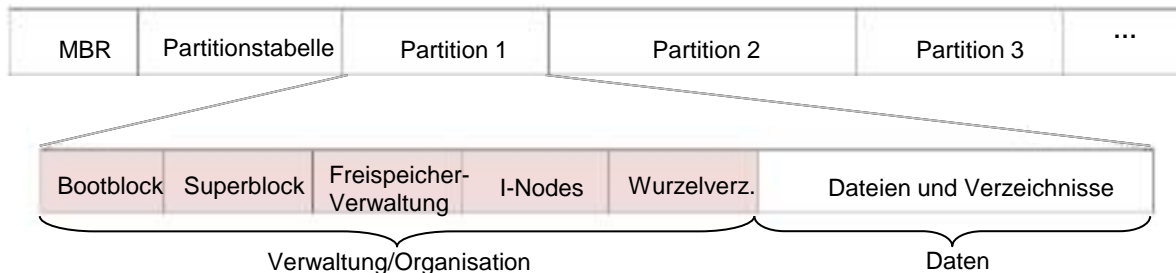 MBR Partitionstabelle Partition 1 Partition 2 Partition 3 ...
Bootblock Superblock Freispeicher-
Verwaltung I-Nodes Wurzelverz. Dateien und Verzeichnisse
Verwaltung/Organisation Daten